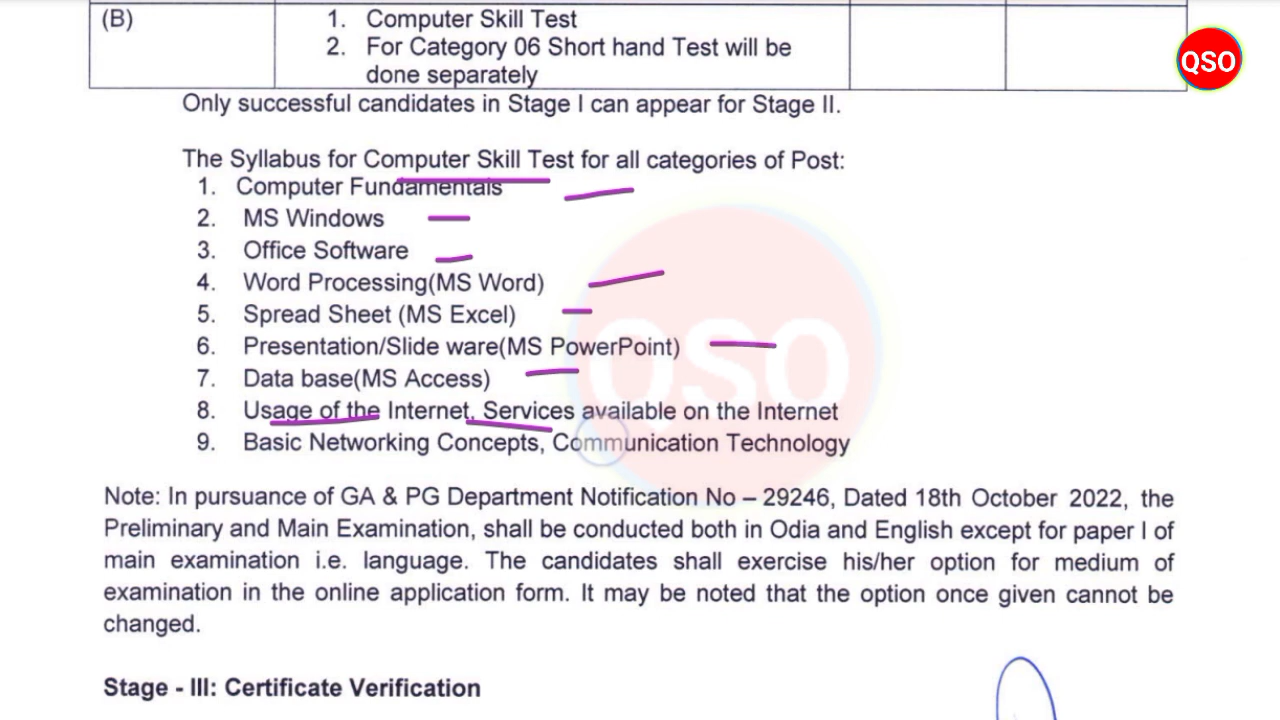 (B)
1. Computer Skill Test
2. For Category 06 Short hand Test will be
done separately
QSO
Only successful candidates in Stage I can appear for Stage II.
The Syllabus for Computer Skill Test for all categories of Post:
1. Computer Fundamentals
2. MS Windows
3. Office Software
4. Word Processing(MS Word)
5. Spread Sheet (MS Excel)
6. Presentation/Slide ware(MS PowerPoint)
7. Data base(MS Access)
8. Usage of the Internet, Services available on the Internet
9. Basic Networking Concepts, Communication Technology
QSO
Note: In pursuance of GA & PG Department Notification No – 29246, Dated 18th October 2022, the
Preliminary and Main Examination, shall be conducted both in Odia and English except for paper I of
main examination i.e. language. The candidates shall exercise his/her option for medium of
examination in the online application form. It may be noted that the option once given cannot be
changed.
Stage - III: Certificate Verification